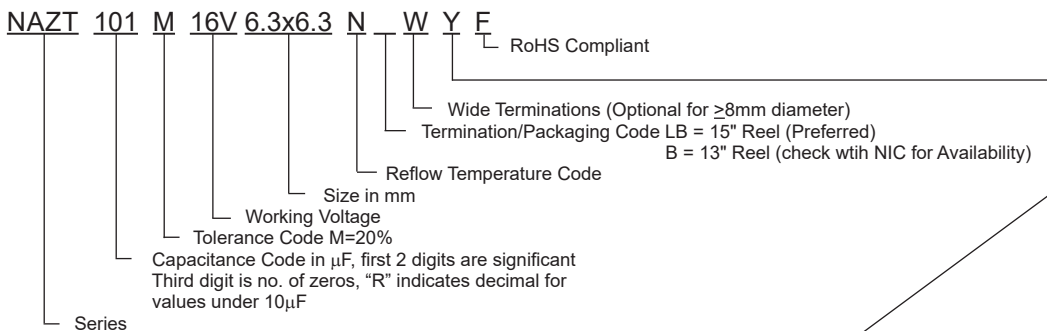 NAZT 101 M 16V 6.3x6.3 N _ W Y F
RoHS Compliant
Wide Terminations (Optional for ≥8mm diameter)
Termination/Packaging Code LB = 15" Reel (Preferred)
B = 13" Reel (check wtih NIC for Availability)
Reflow Temperature Code
Size in mm
Working Voltage
Tolerance Code M=20%
Capacitance Code in μF, first 2 digits are significant
Third digit is no. of zeros, “R” indicates decimal for
values under 10μF
Series